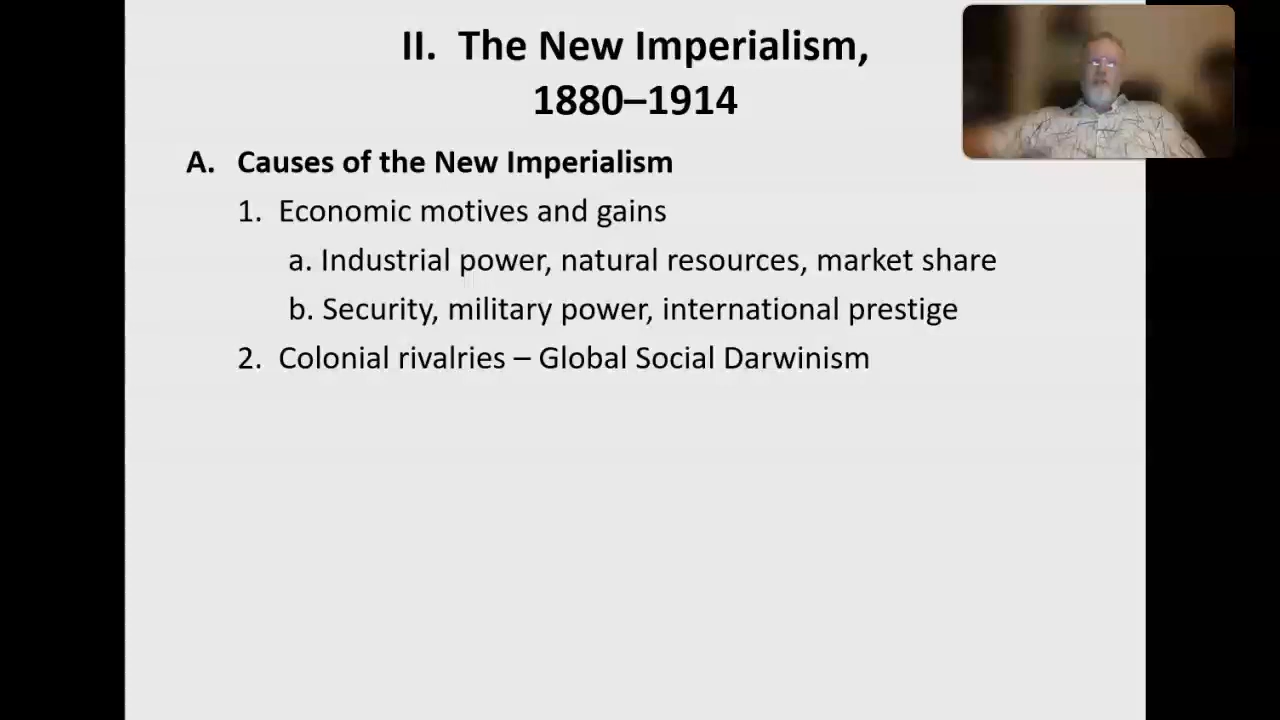 II. The New Imperialism,
1880–1914
A. Causes of the New Imperialism
1. Economic motives and gains
a. Industrial power, natural resources, market share
b. Security, military power, international prestige
2. Colonial rivalries – Global Social Darwinism